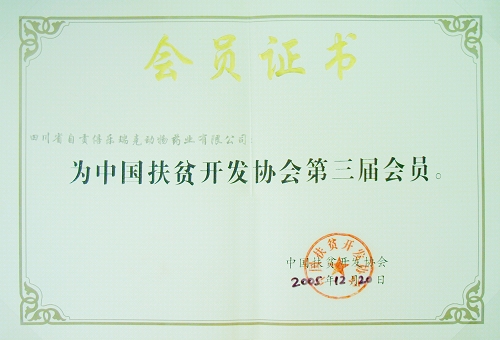 会员证书
四川省自贡倍乐瑞克动物药业有限公司:
为中国扶贫开发协会第三届会员。
中国扶贫开发协会
2005年12月20日